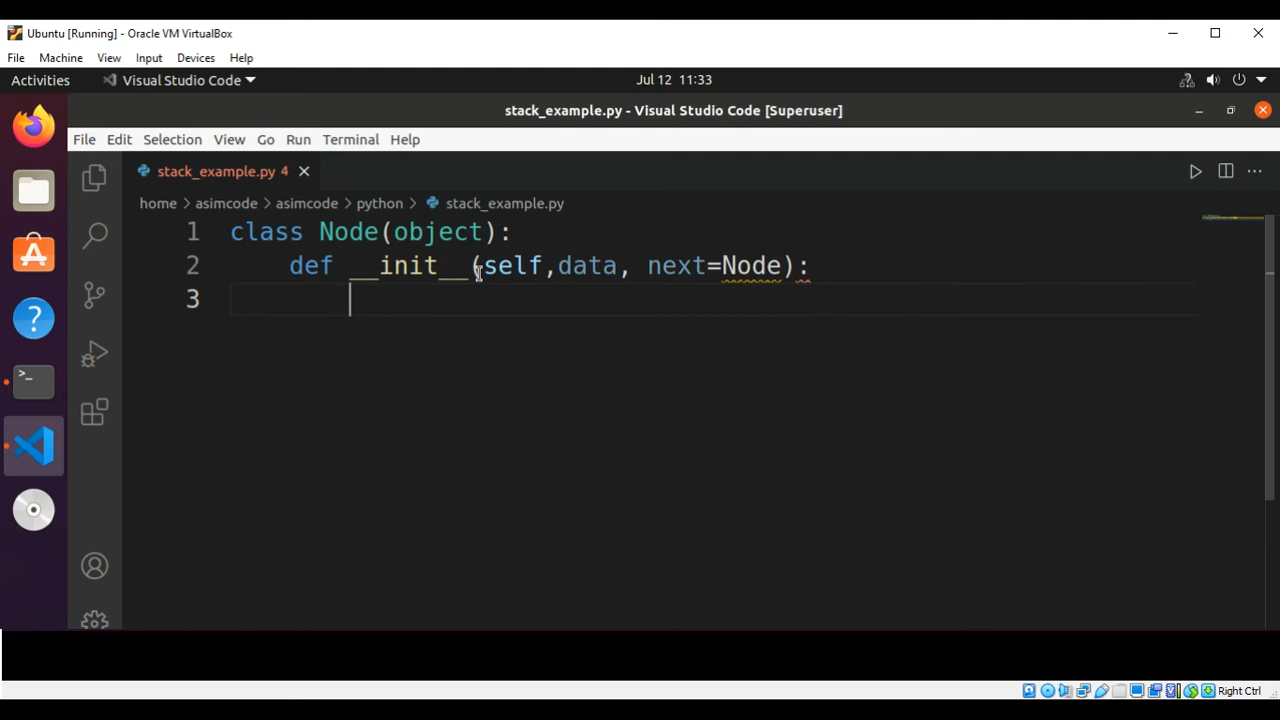 Ubuntu [Running] - Oracle VM VirtualBox
File Machine View Input Devices Help
Activities Visual Studio Code Jul 12 11:33
stack_example.py - Visual Studio Code [Superuser]
File Edit Selection View Go Run Terminal Help
stack_example.py 4
home > asimcode > asimcode > python > stack_example.py
1 class Node(object):
2 def __init__(self,data, next=Node):
3
Right Ctrl